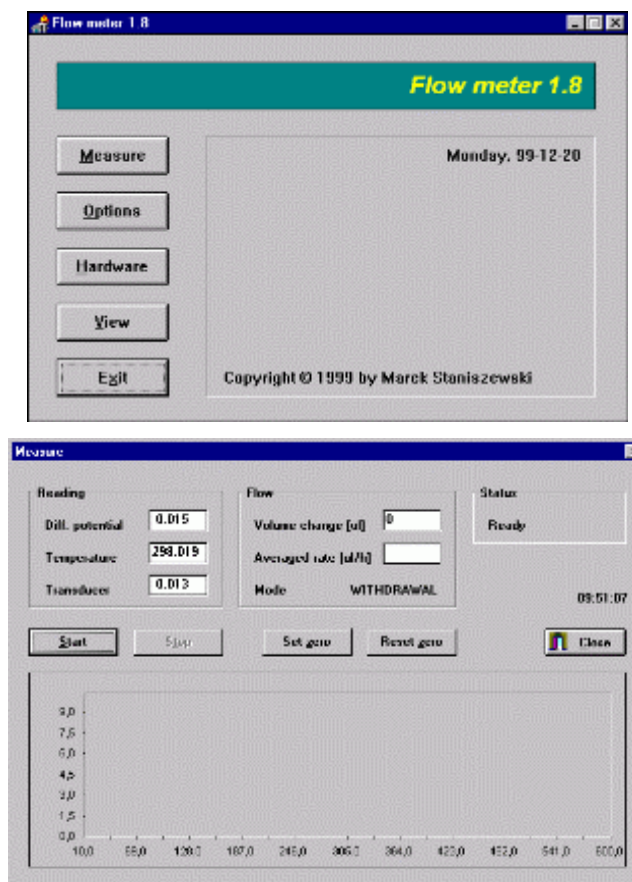 Flow meter 1.8
Flow meter 1.8
Measure
Monday, 99-12-20
Options
Hardware
View
Exit
Copyright © 1999 by Marek Staniszewski
Measure
Reading
Flow
Status
Diff. potential 0.015
Volume change [ul] 0
Ready
Temperature 298.019
Averaged rate [ul/h]
Transducer 0.013
Mode WITHDRAWAL
09:51:07
Start Stop Set zero Reset zero Close
9,0
7,5
6,0
4,5
3,0
1,5
0,0
10,0 128,0 187,0 246,0 305,0 364,0 423,0 482,0 541,0 600,0